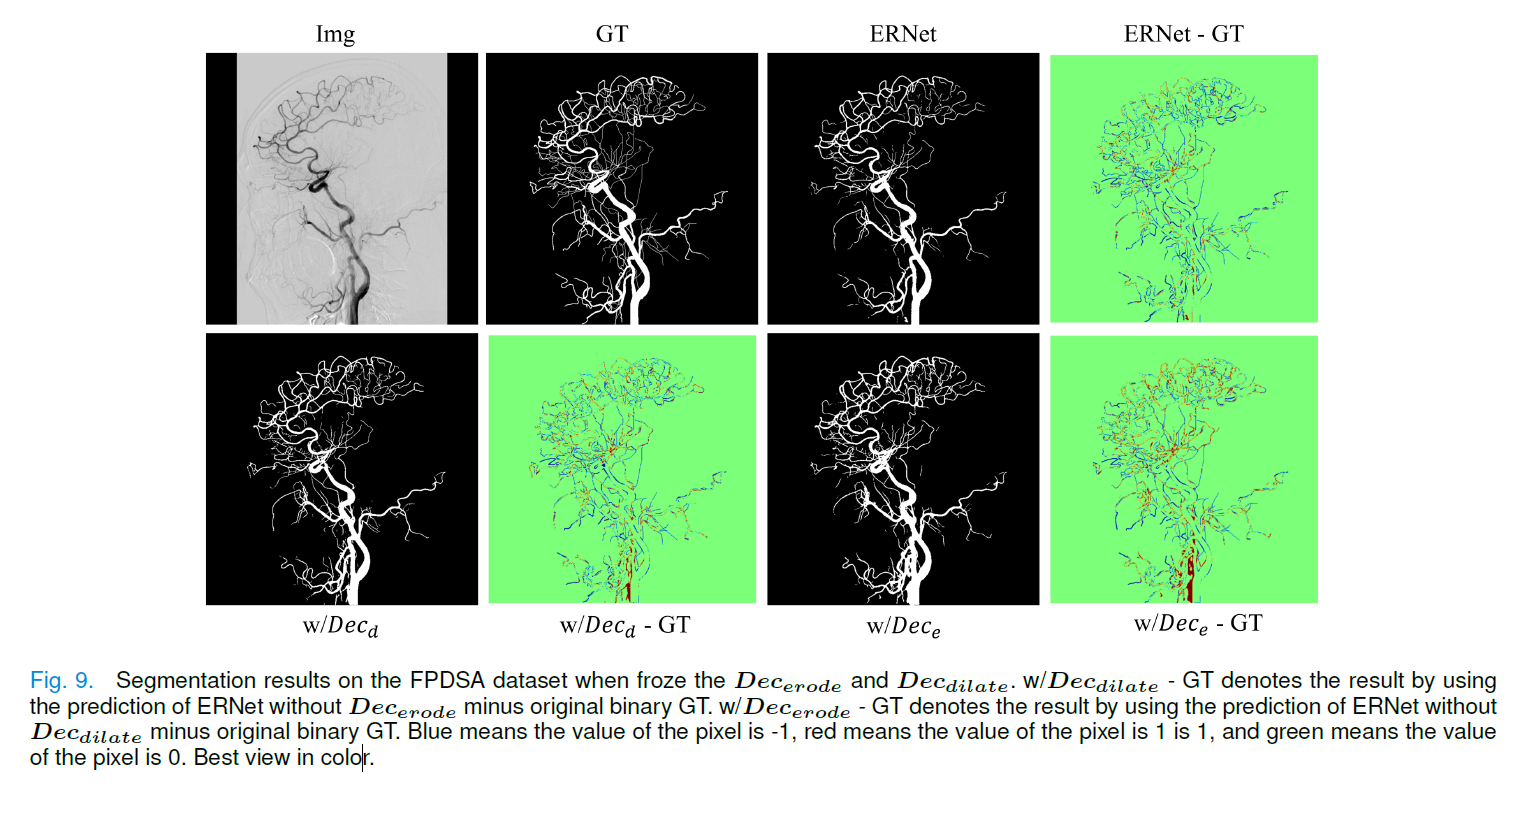 Img GT ERNet ERNet - GT
w/Dec_d w/Dec_d - GT w/Dec_e w/Dec_e - GT
Fig. 9. Segmentation results on the FPDSA dataset when froze the Dec_erode and Dec_dilate. w/Dec_dilate - GT denotes the result by using
the prediction of ERNet without Dec_erode minus original binary GT. w/Dec_erode - GT denotes the result by using the prediction of ERNet without
Dec_dilate minus original binary GT. Blue means the value of the pixel is -1, red means the value of the pixel is 1 is 1, and green means the value
of the pixel is 0. Best view in color.